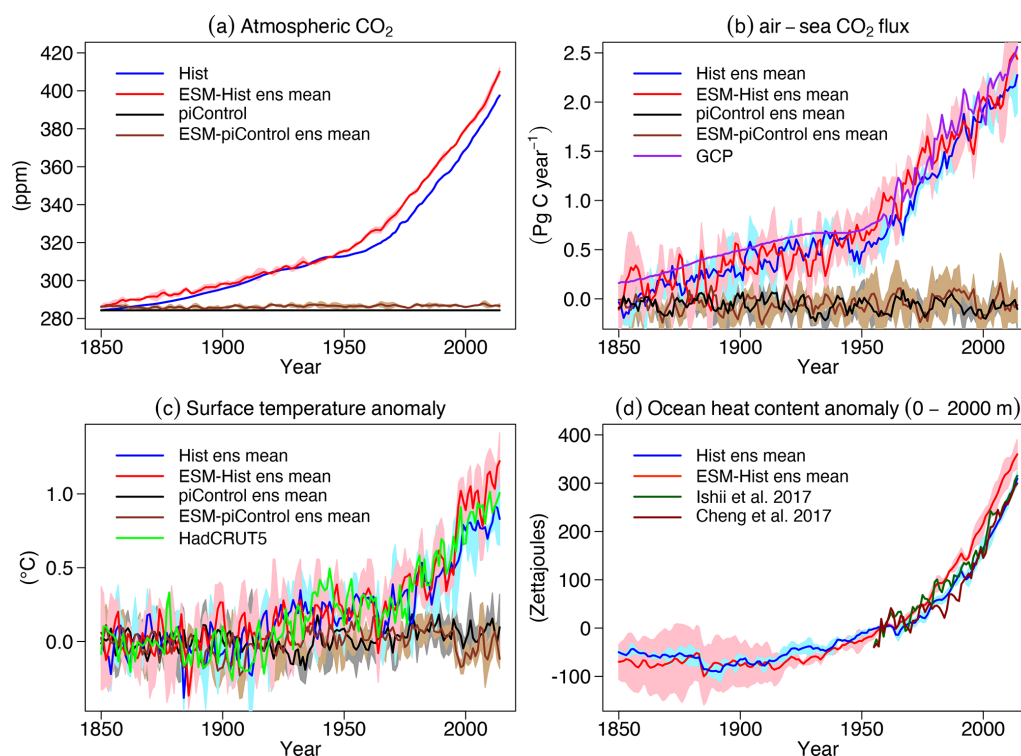 (a) Atmospheric CO₂
420
400
380
360
340
320
300
280
(ppm)
Hist
ESM-Hist ens mean
piControl
ESM-piControl ens mean
1850
1900
1950
2000
Year
(b) air – sea CO₂ flux
2.5
2.0
1.5
1.0
0.5
0.0
(Pg C year⁻¹)
Hist ens mean
ESM-Hist ens mean
piControl ens mean
ESM-piControl ens mean
GCP
1850
1900
1950
2000
Year
(c) Surface temperature anomaly
1.0
0.5
0.0
(°C)
Hist ens mean
ESM-Hist ens mean
piControl ens mean
ESM-piControl ens mean
HadCRUT5
1850
1900
1950
2000
Year
(d) Ocean heat content anomaly (0 – 2000 m)
400
300
200
100
0
-100
(Zettajoules)
Hist ens mean
ESM-Hist ens mean
Ishii et al. 2017
Cheng et al. 2017
1850
1900
1950
2000
Year